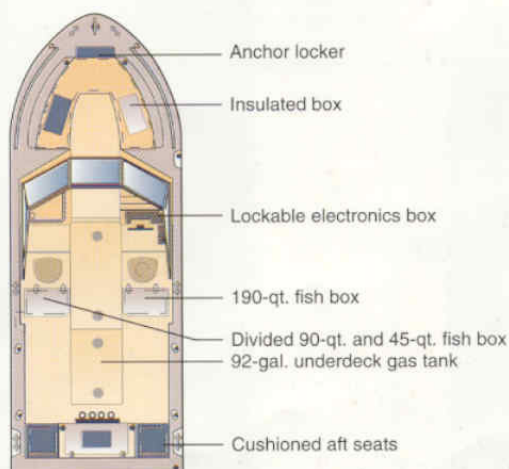 Anchor locker
Insulated box
Lockable electronics box
190-qt. fish box
Divided 90-qt. and 45-qt. fish box
92-gal. underdeck gas tank
Cushioned aft seats